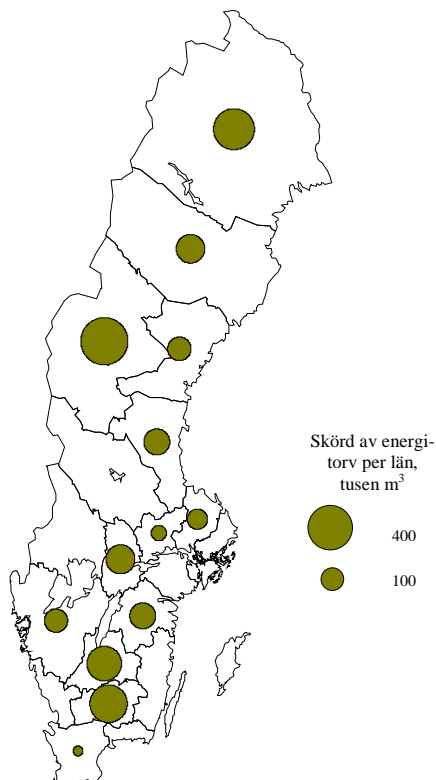 Skörd av energi-
torv per län,
tusen m³
400
100